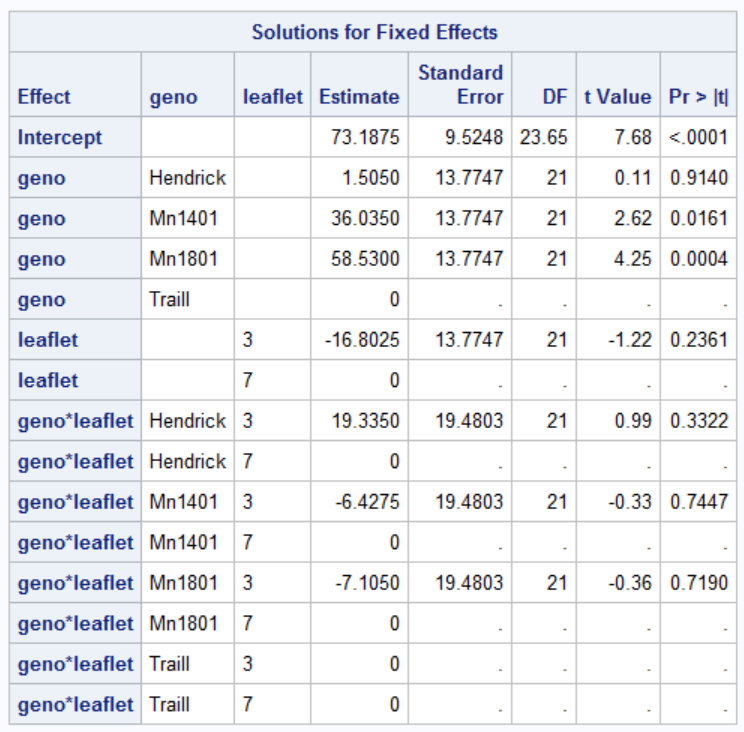 Solutions for Fixed Effects
Effect geno leaflet Estimate Standard Error DF t Value Pr > |t|
Intercept 73.1875 9.5248 23.65 7.68 <.0001
geno Hendrick 1.5050 13.7747 21 0.11 0.9140
geno Mn1401 36.0350 13.7747 21 2.62 0.0161
geno Mn1801 58.5300 13.7747 21 4.25 0.0004
geno Traill 0 . . . .
leaflet 3 -16.8025 13.7747 21 -1.22 0.2361
leaflet 7 0 . . . .
geno*leaflet Hendrick 3 19.3350 19.4803 21 0.99 0.3322
geno*leaflet Hendrick 7 0 . . . .
geno*leaflet Mn1401 3 -6.4275 19.4803 21 -0.33 0.7447
geno*leaflet Mn1401 7 0 . . . .
geno*leaflet Mn1801 3 -7.1050 19.4803 21 -0.36 0.7190
geno*leaflet Mn1801 7 0 . . . .
geno*leaflet Traill 3 0 . . . .
geno*leaflet Traill 7 0 . . . .